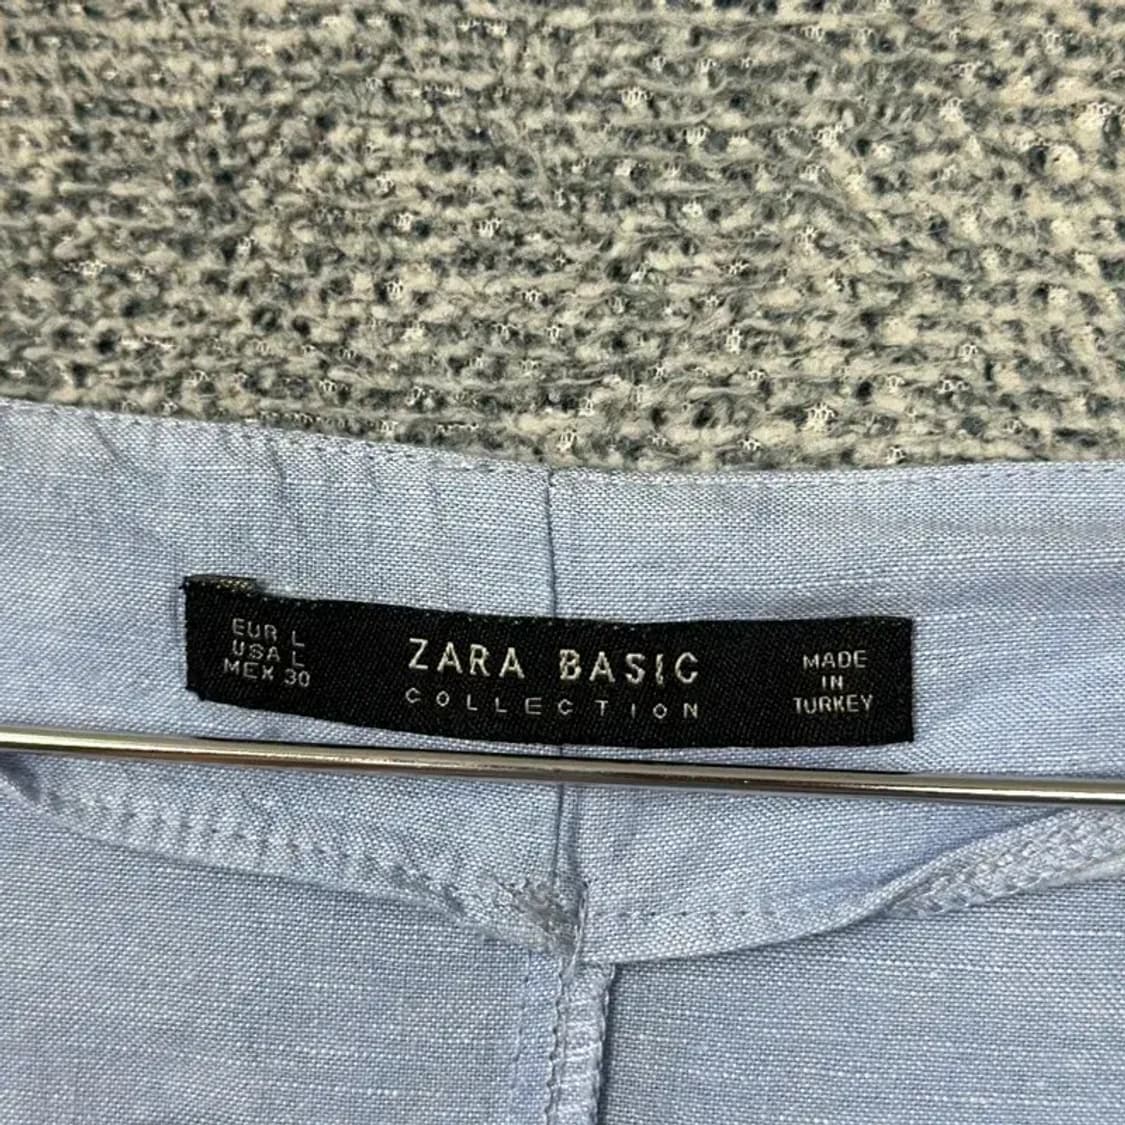 EUR L
USA L
MEX 30
ZARA BASIC
COLLECTION
MADE
IN
TURKEY